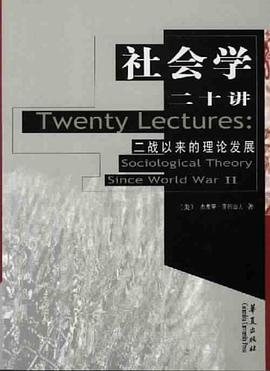 社会学
二十讲
Twenty Lectures:
二战以来的理论发展
Sociological Theory
Since World War II
著
华夏出版社